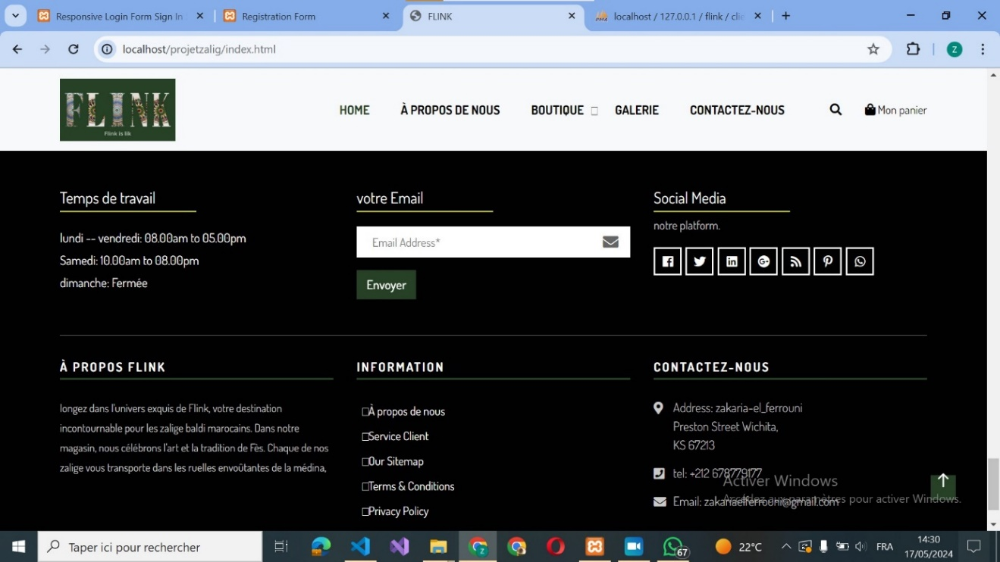 Responsive Login Form Sign In
Registration Form
FLINK
localhost / 127.0.0.1 / flink / clie
localhost/projetzalig/index.html
Z
FLINK
Flink is lik
HOME
À PROPOS DE NOUS
BOUTIQUE
GALERIE
CONTACTEZ-NOUS
Mon panier
Temps de travail
lundi -- vendredi: 08.00am to 05.00pm
Samedi: 10.00am to 08.00pm
dimanche: Fermée
votre Email
Email Address*
Envoyer
Social Media
notre platform.
À PROPOS FLINK
longez dans l'univers exquis de Flink, votre destination
incontournable pour les zalige baldi marocains. Dans notre
magasin, nous célébrons l'art et la tradition de Fès. Chaque de nos
zalige vous transporte dans les ruelles envoûtantes de la médina,
INFORMATION
À propos de nous
Service Client
Our Sitemap
Terms & Conditions
Privacy Policy
CONTACTEZ-NOUS
Address: zakaria-el_ferrouni
Preston Street Wichita,
KS 67213
tel: +212 678779177
Email: zakariaelferrouni@gmail.com
Activer Windows
Accédez aux paramètres pour activer Windows.
Taper ici pour rechercher
67
22°C
FRA
14:30
17/05/2024